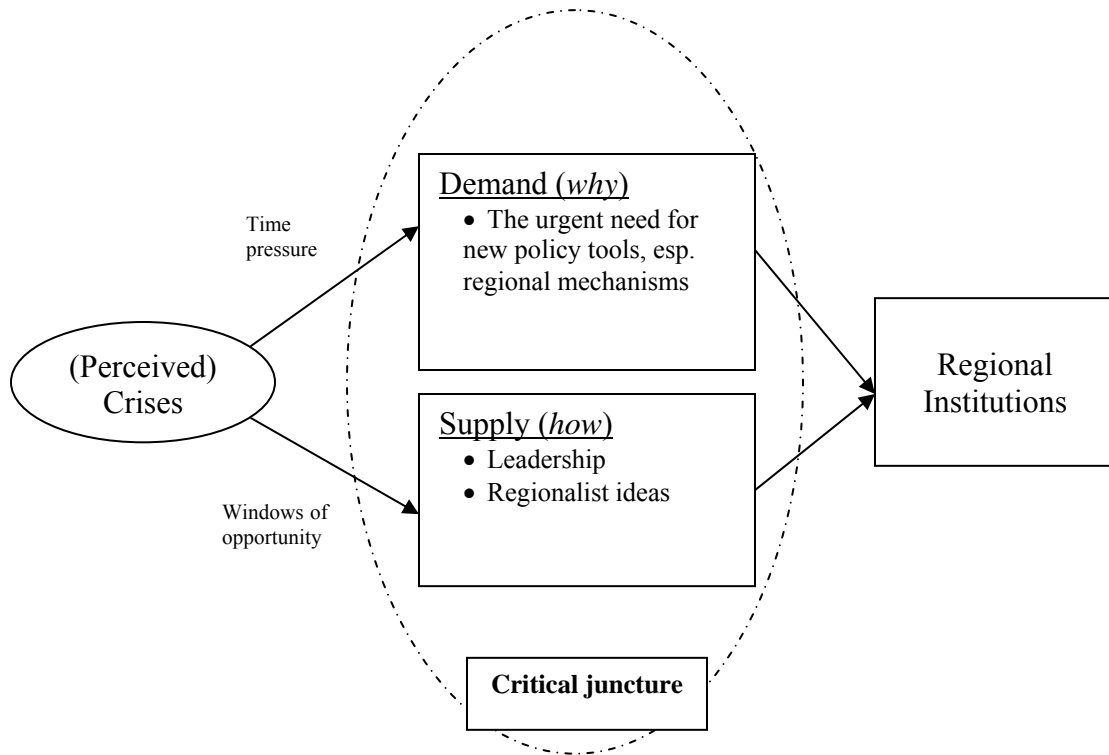 Demand (why)
• The urgent need for
new policy tools, esp.
regional mechanisms
Time
pressure
(Perceived)
Crises
Regional
Institutions
Supply (how)
• Leadership
• Regionalist ideas
Windows of
opportunity
Critical juncture